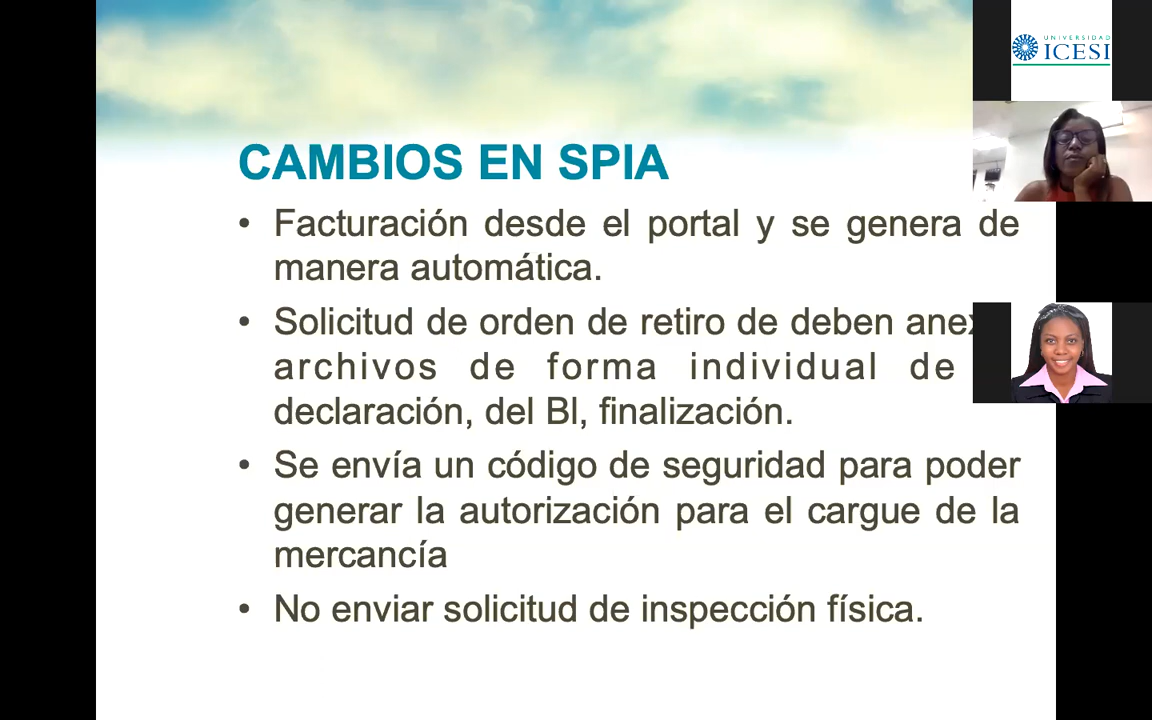 UNIVERSIDAD
ICESI
CAMBIOS EN SPIA
• Facturación desde el portal y se genera de
manera automática.
• Solicitud de orden de retiro de deben
archivos de forma individual de
declaración, del Bl, finalización.
• Se envía un código de seguridad para poder
generar la autorización para el cargue de la
mercancía
• No enviar solicitud de inspección física.